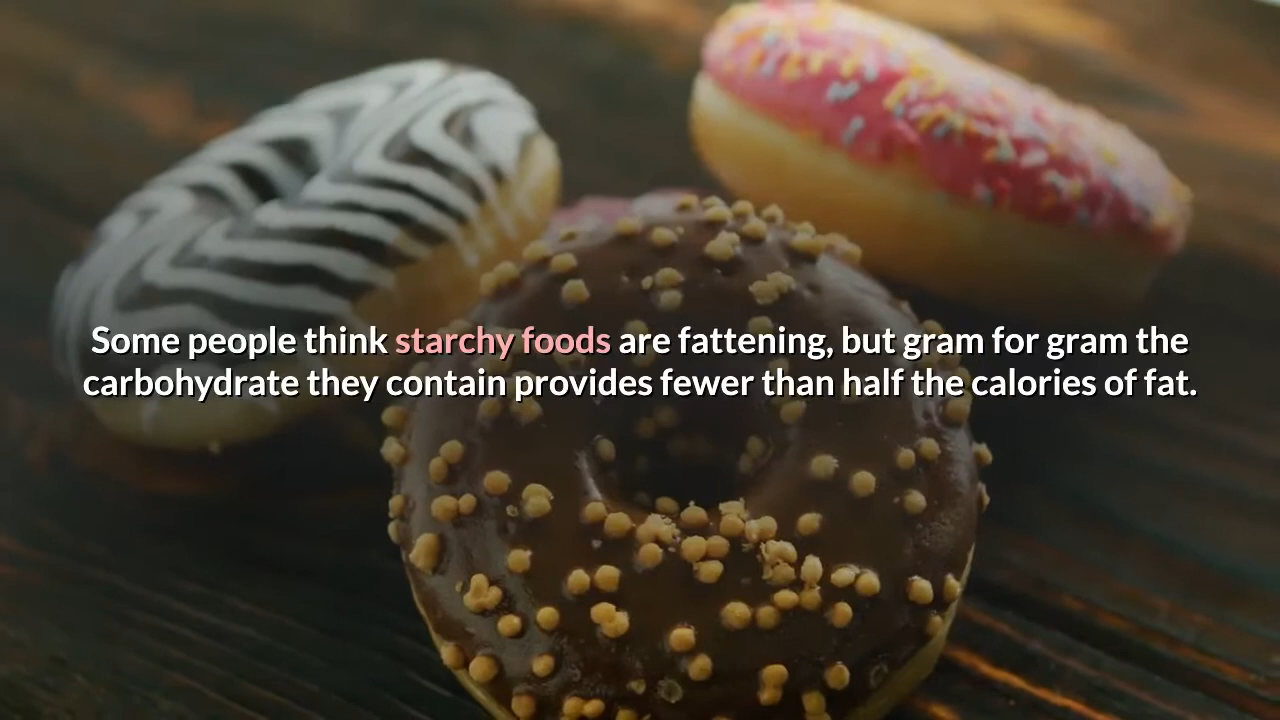 Some people think starchy foods are fattening, but gram for gram the
carbohydrate they contain provides fewer than half the calories of fat.